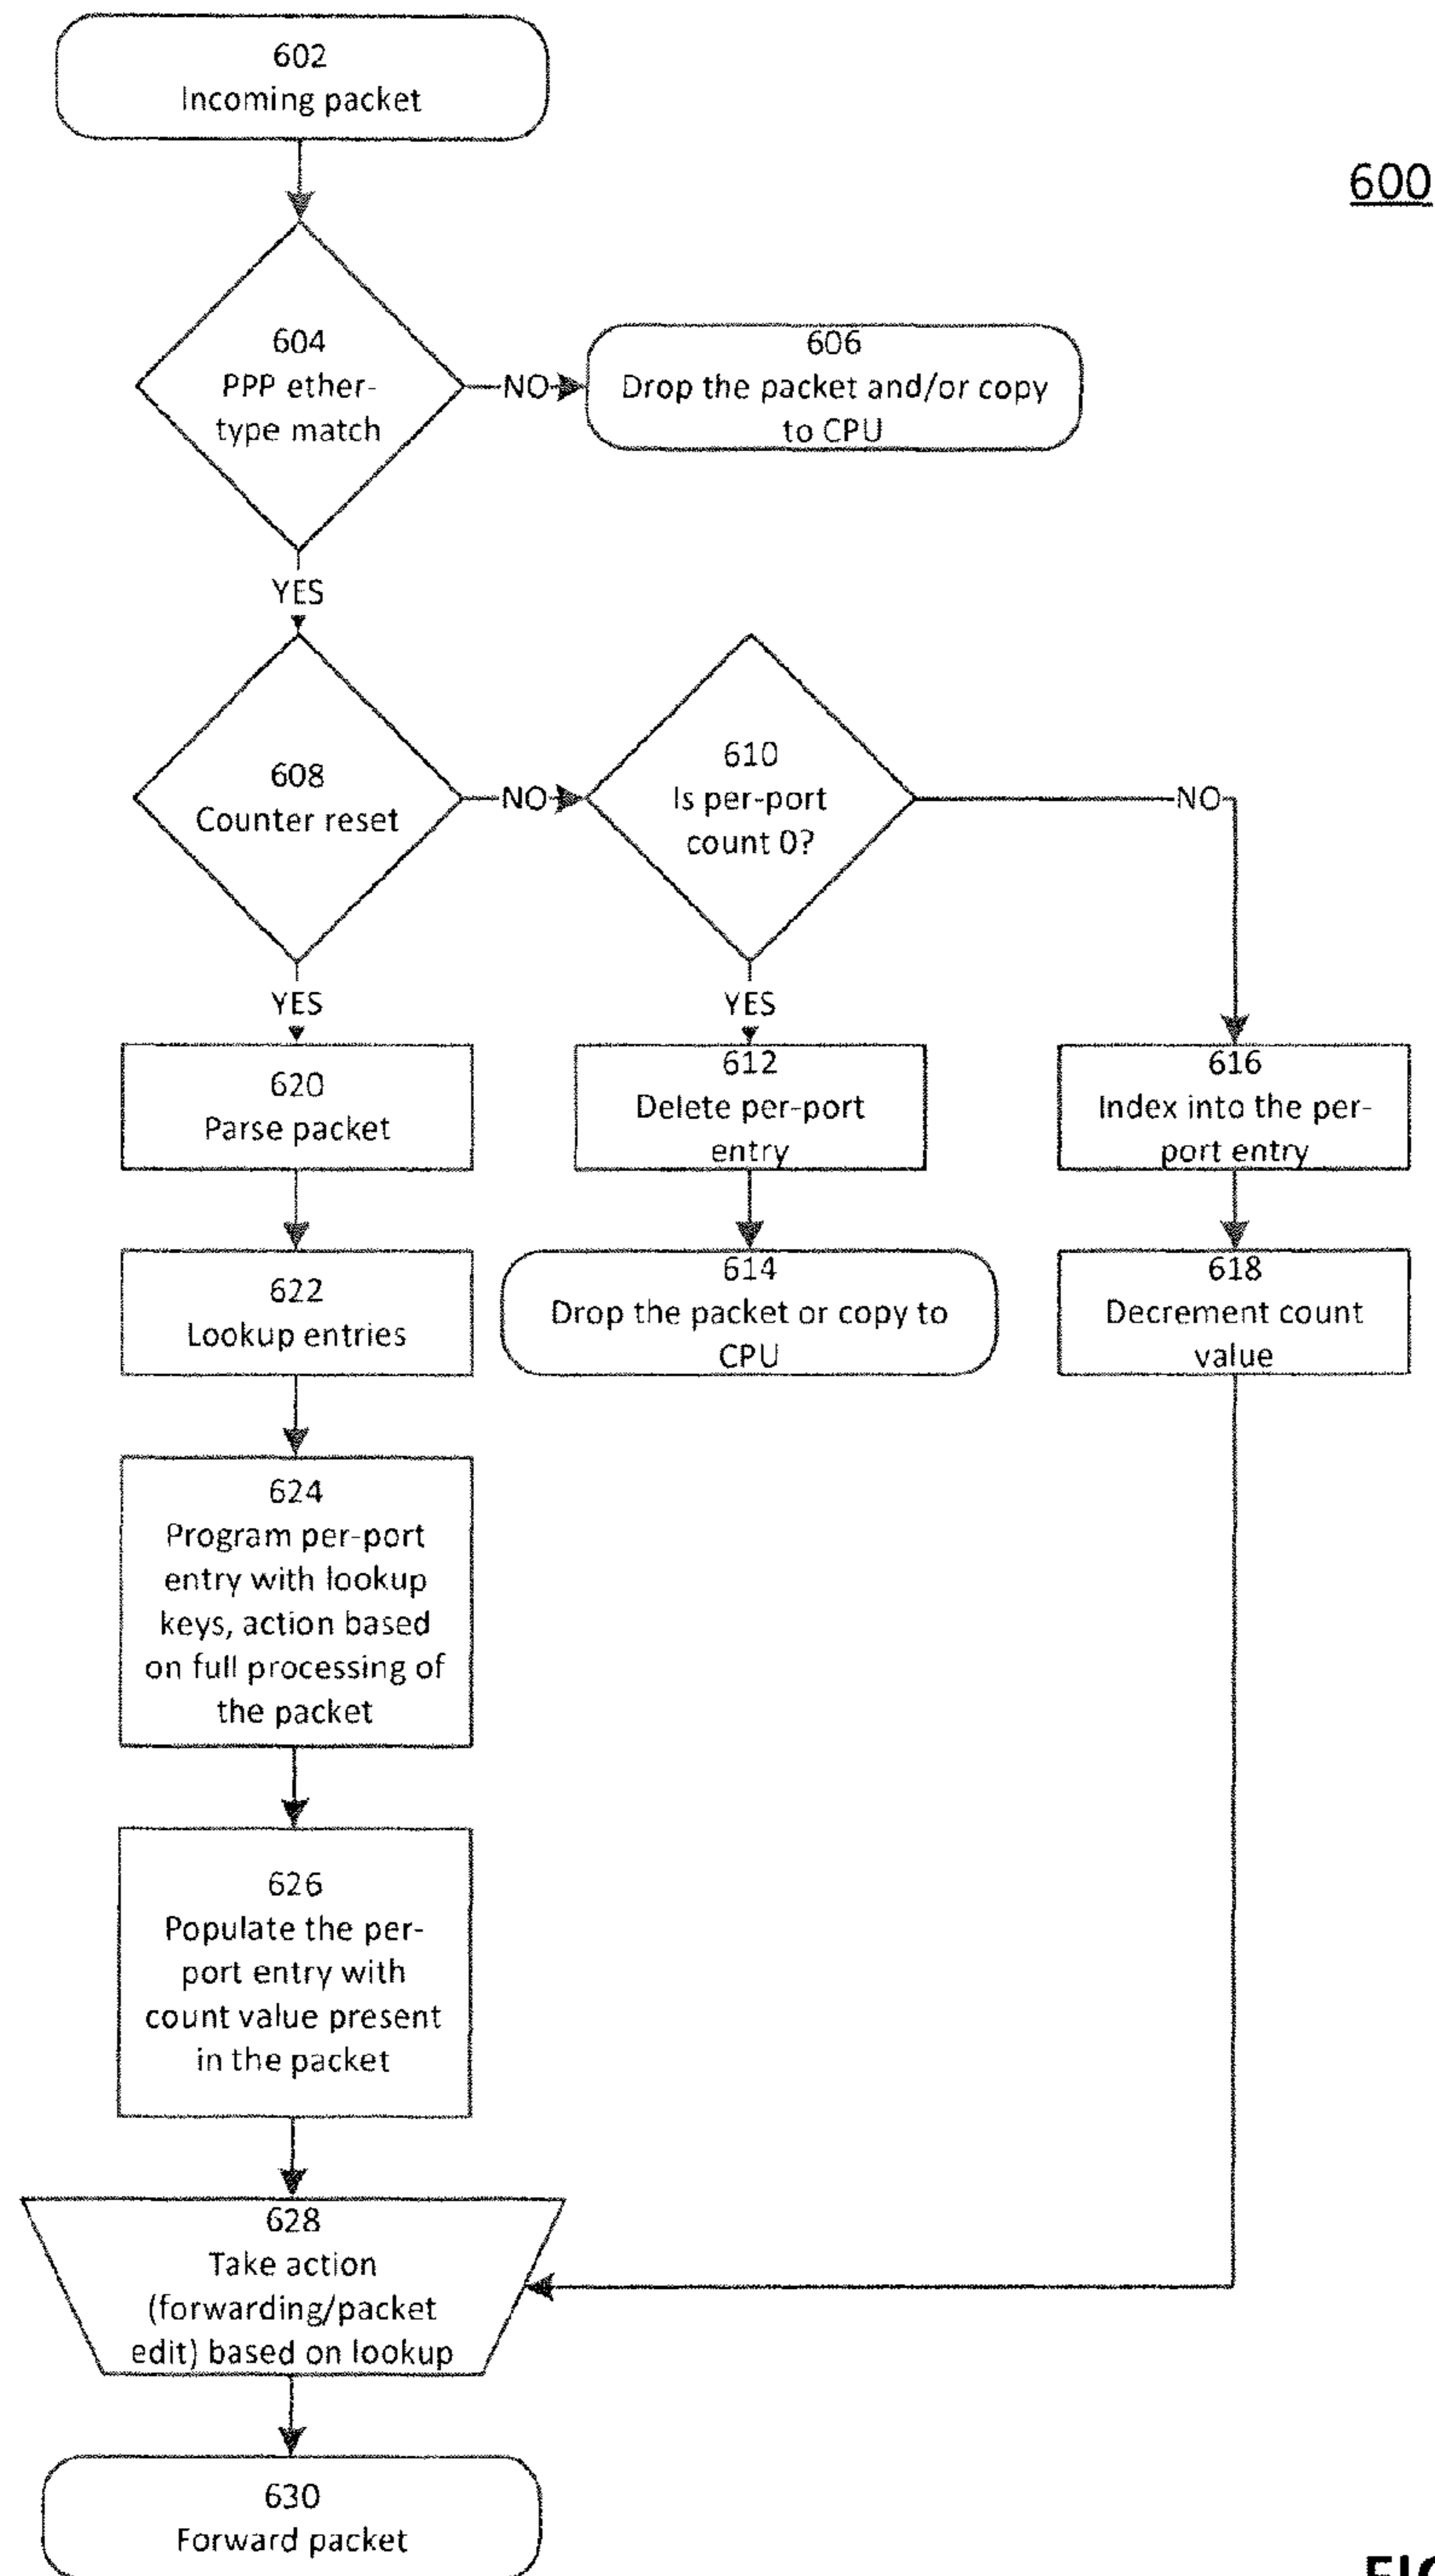 602
Incoming packet
600
604
PPP ether-
type match
NO
606
Drop the packet and/or copy
to CPU
YES
608
Counter reset
NO
610
Is per-port
count 0?
NO
YES
YES
620
Parse packet
612
Delete per-port
entry
616
Index into the per-
port entry
622
Lookup entries
614
Drop the packet or copy to
CPU
618
Decrement count
value
624
Program per-port
entry with lookup
keys, action based
on full processing of
the packet
626
Populate the per-
port entry with
count value present
in the packet
628
Take action
(forwarding/packet
edit) based on lookup
630
Forward packet